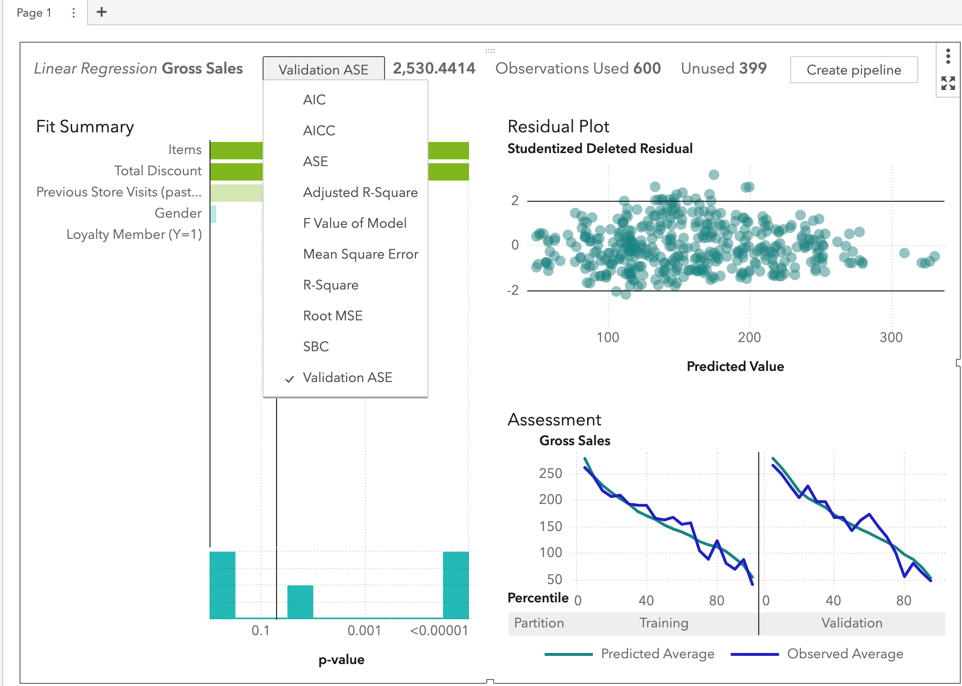 Page 1
Linear Regression Gross Sales Validation ASE 2,530.4414 Observations Used 600 Unused 399 Create pipeline
AIC
AICC
ASE
Adjusted R-Square
F Value of Model
Mean Square Error
R-Square
Root MSE
SBC
Validation ASE
Fit Summary
Items
Total Discount
Previous Store Visits (past...
Gender
Loyalty Member (Y=1)
0.1 0.001 <0.00001
p-value
Residual Plot
Studentized Deleted Residual
2
0
-2
100 200 300
Predicted Value
Assessment
Gross Sales
250
200
150
100
50
Percentile 0 40 80 0 40 80
Partition Training Validation
Predicted Average Observed Average